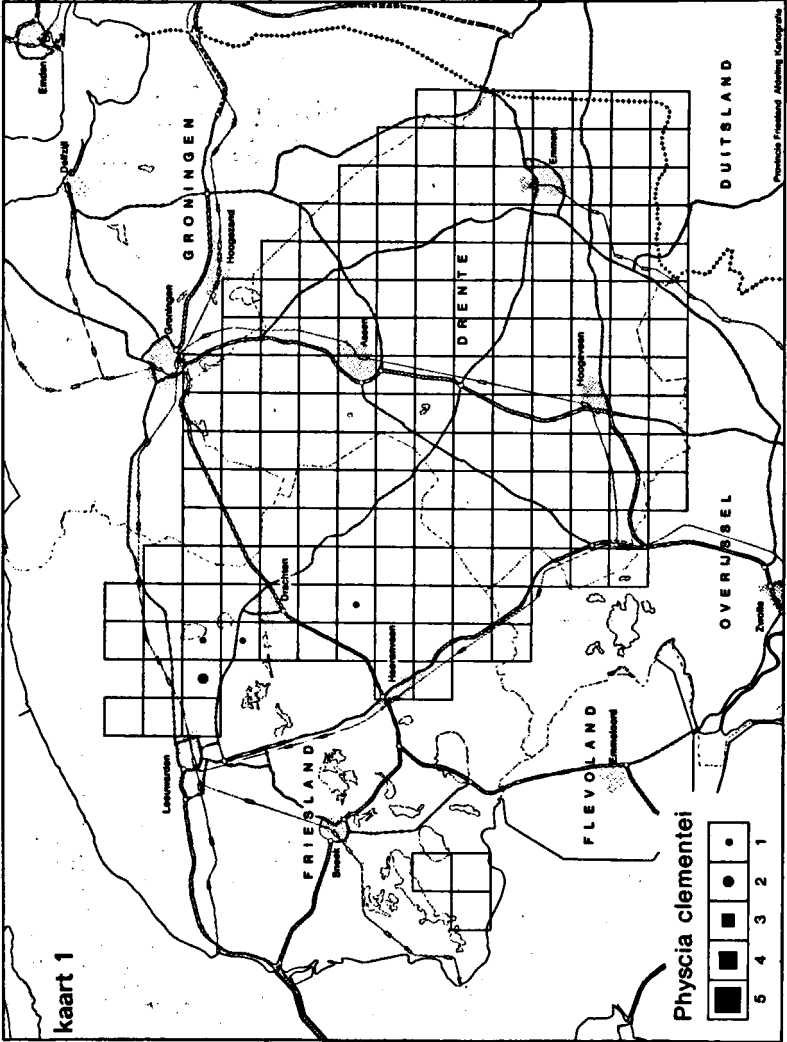 kaart 1
Emden
Delfzijl
GRONINGEN
Hoogezand
Groningen
Assen
DRENTE
Emmen
Hoogeveen
DUITSLAND
Drachten
Heerenveen
Leeuwarden
FRIESLAND
Sneek
FLEVOLAND
Emmeloord
OVERIJSSEL
Zwolle
Physcia clementei
5 4 3 2 1
Provincie Friesland Afdeling Kartografie